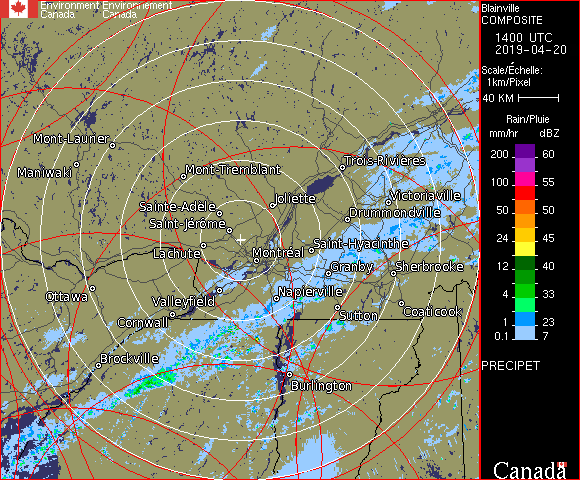 Environment Environnement
Canada Canada
Blainville
COMPOSITE
1400 UTC
2019-04-20
Scale/Échelle:
1km/Pixel
40 KM
Rain/Pluie
mm/hr dBZ
200 60
100 55
50 50
24 45
12 40
4 33
1 23
0.1 7
PRECIPET
Canada
Mont-Laurier
Maniwaki
Mont-Tremblant
Trois-Rivières
Joliette
Victoriaville
Sainte-Adèle
Drummondville
Saint-Jérôme
Saint-Hyacinthe
Lachute
Montréal
Granby
Sherbrooke
Ottawa
Valleyfield
Napierville
Coaticook
Cornwall
Sutton
Brockville
Burlington